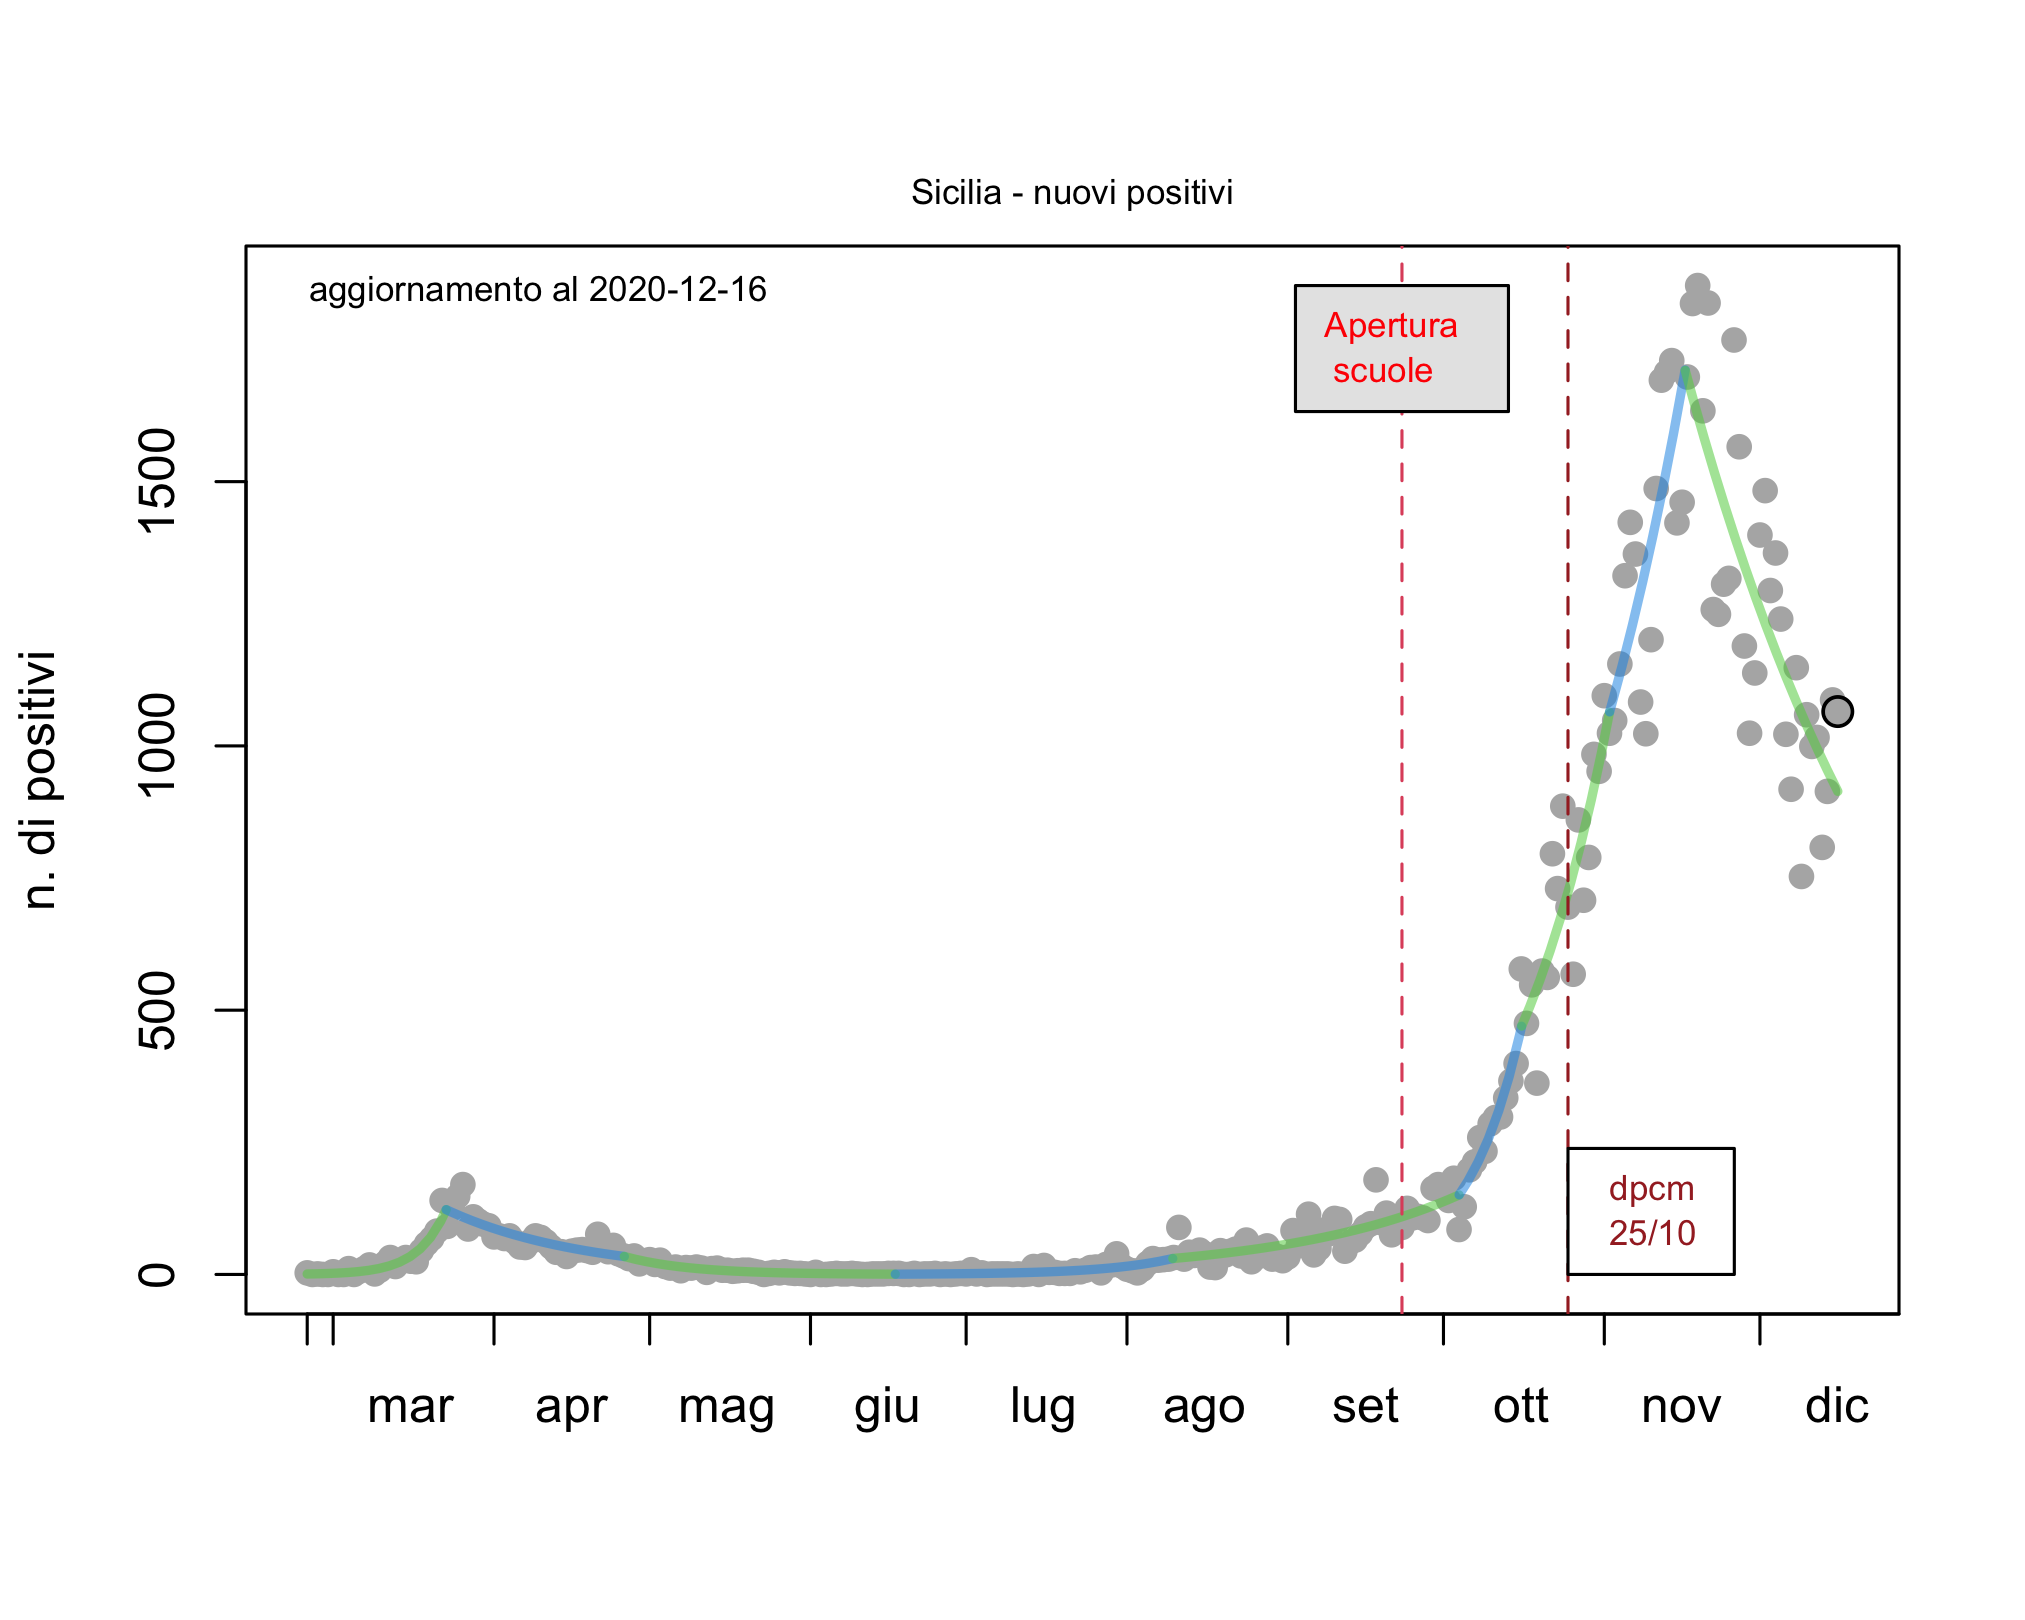 Sicilia - nuovi positivi
aggiornamento al 2020-12-16
Apertura
scuole
n. di positivi
1500
1000
500
0
dpcm
25/10
mar apr mag giu lug ago set ott nov dic